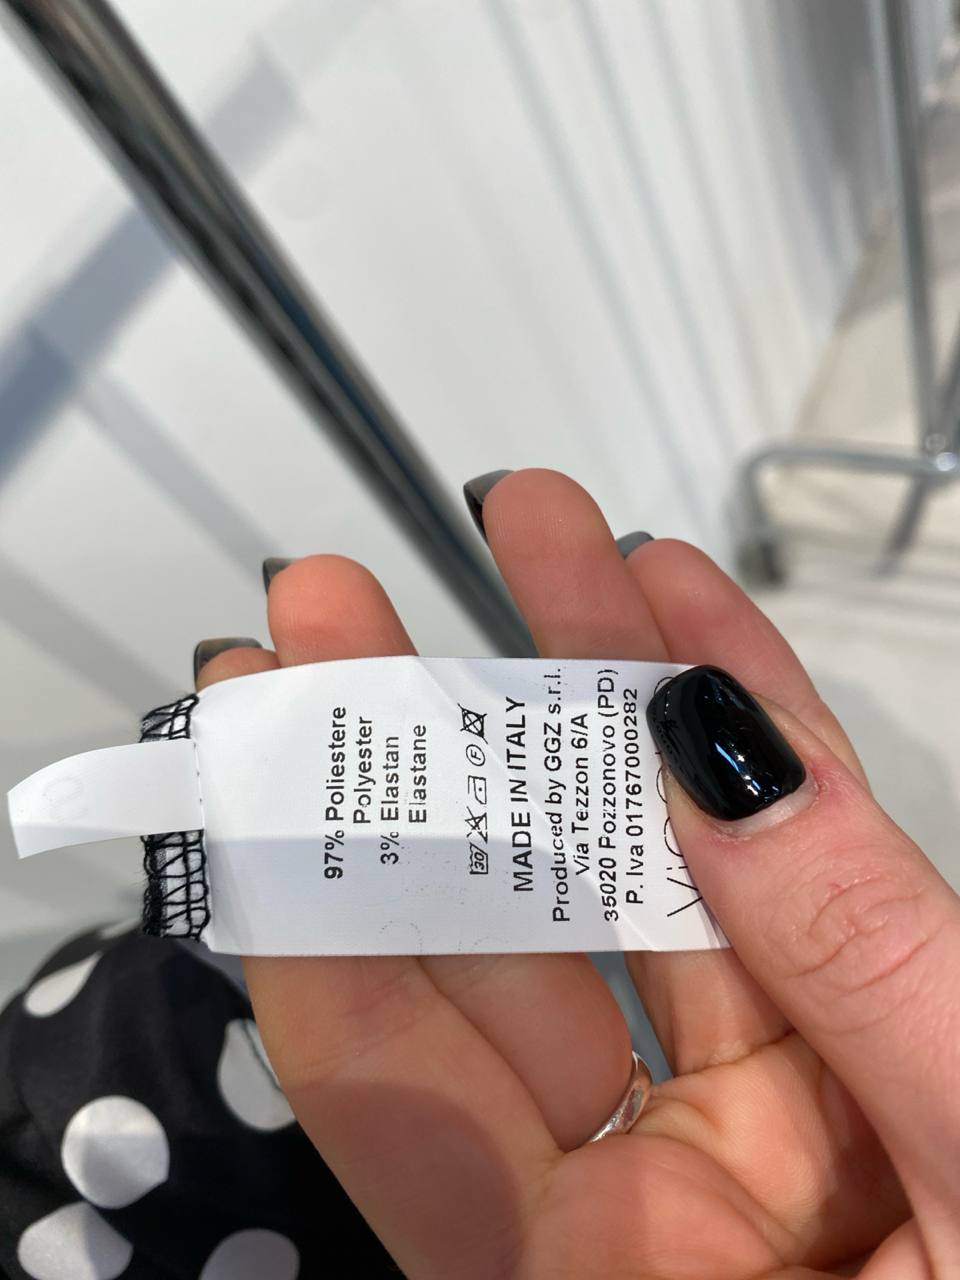 97% Poliestere
Polyester
3% Elastan
Elastane
30 P
MADE IN ITALY
Produced by GGZ s.r.l.
Via Tezzon 6/A
35020 Pozzonovo (PD)
P. Iva 01767000282